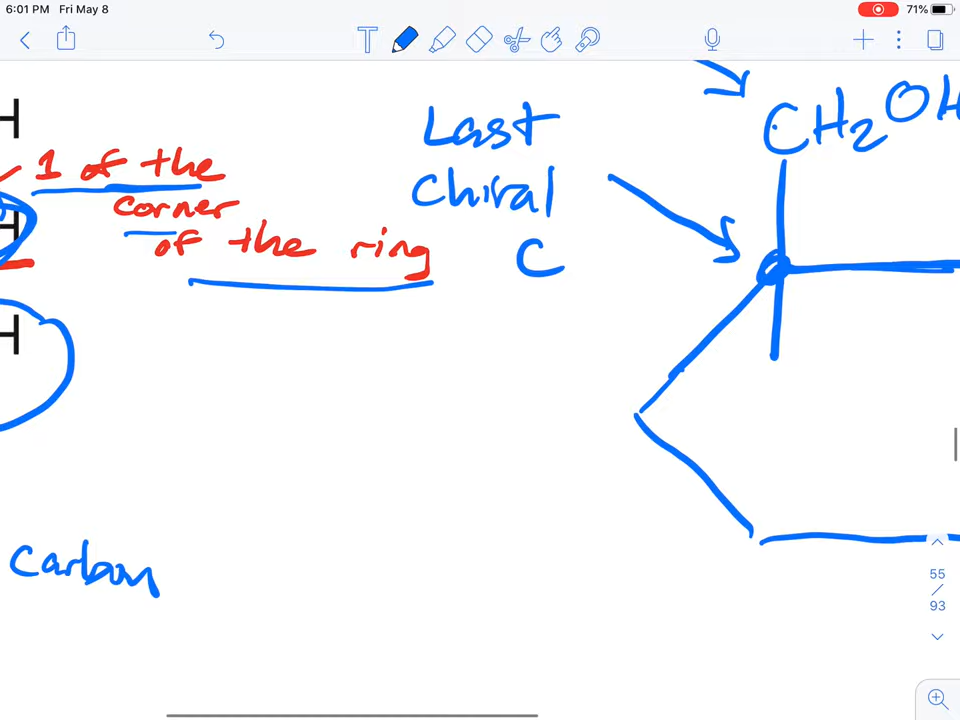 6:01 PM Fri May 8
71%
T
CH2OH
H
Last
1 of the
Chiral
corner
H
of the ring
C
H
Carbon
55
/
93